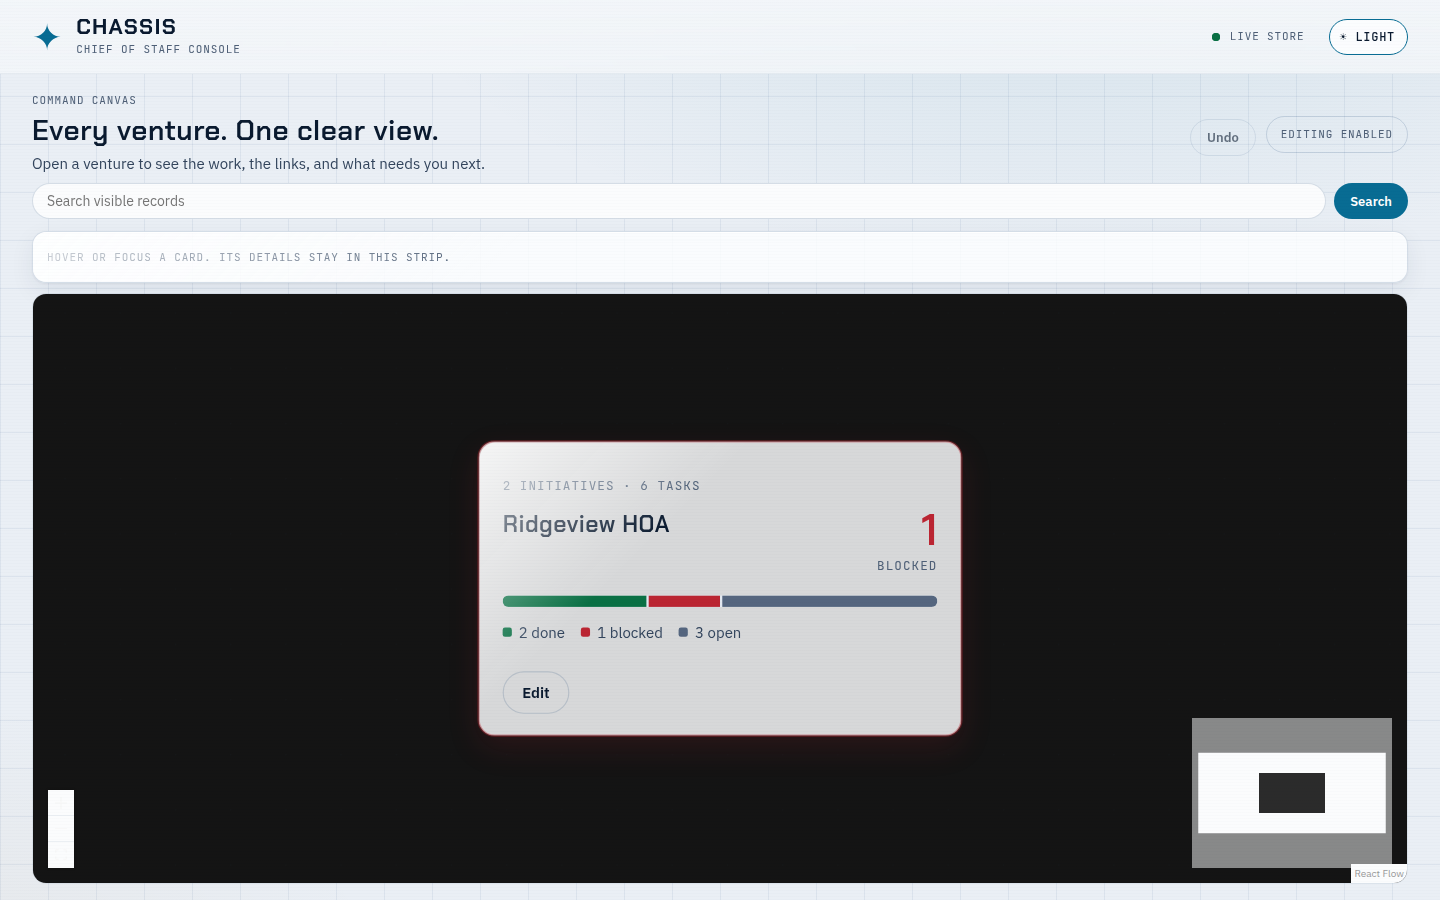 CHASSIS
CHIEF OF STAFF CONSOLE
LIVE STORE
☀ LIGHT
COMMAND CANVAS
Every venture. One clear view.
Open a venture to see the work, the links, and what needs you next.
Undo
EDITING ENABLED
Search visible records
Search
HOVER OR FOCUS A CARD. ITS DETAILS STAY IN THIS STRIP.
2 INITIATIVES · 6 TASKS
Ridgeview HOA
1
BLOCKED
2 done
1 blocked
3 open
Edit
React Flow